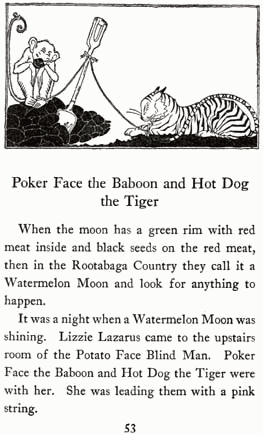 Poker Face the Baboon and Hot Dog
the Tiger
When the moon has a green rim with red
meat inside and black seeds on the red meat,
then in the Rootabaga Country they call it a
Watermelon Moon and look for anything to
happen.
It was a night when a Watermelon Moon was
shining. Lizzie Lazarus came to the upstairs
room of the Potato Face Blind Man. Poker
Face the Baboon and Hot Dog the Tiger were
with her. She was leading them with a pink
string.
53